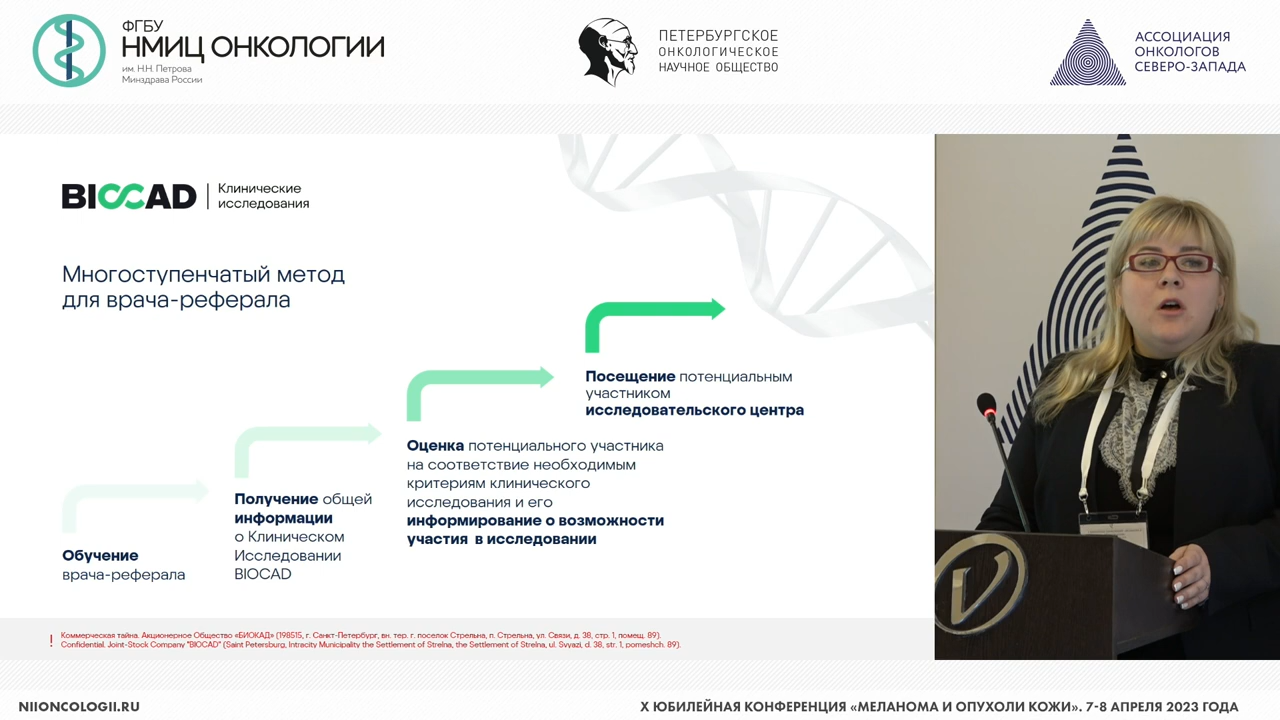 ФГБУ
НМИЦ ОНКОЛОГИИ
им. Н.Н. Петрова
Минздрава России
ПЕТЕРБУРГСКОЕ
ОНКОЛОГИЧЕСКОЕ
НАУЧНОЕ ОБЩЕСТВО
АССОЦИАЦИЯ
ОНКОЛОГОВ
СЕВЕРО-ЗАПАДА
BIOCAD
Клинические
исследования
Многоступенчатый метод
для врача-реферала
Обучение
врача-реферала
Получение общей
информации
о Клиническом
Исследовании
BIOCAD
Оценка потенциального участника
на соответствие необходимым
критериям клинического
исследования и его
информирование о возможности
участия в исследовании
Посещение потенциальным
участником
исследовательского центра
! Коммерческая тайна. Акционерное Общество «БИОКАД» (198515, г. Санкт-Петербург, вн. тер. г. поселок Стрельна, п. Стрельна, ул. Связи, д. 38, стр. 1, помещ. 89).
Confidential. Joint-Stock Company "BIOCAD" (Saint Petersburg, Intracity Municipality the Settlement of Strelna, the Settlement of Strelna, ul. Svyazi, d. 38, str. 1, pomeshch. 89).
NIIONCOLOGII.RU
X ЮБИЛЕЙНАЯ КОНФЕРЕНЦИЯ «МЕЛАНОМА И ОПУХОЛИ КОЖИ». 7-8 АПРЕЛЯ 2023 ГОДА